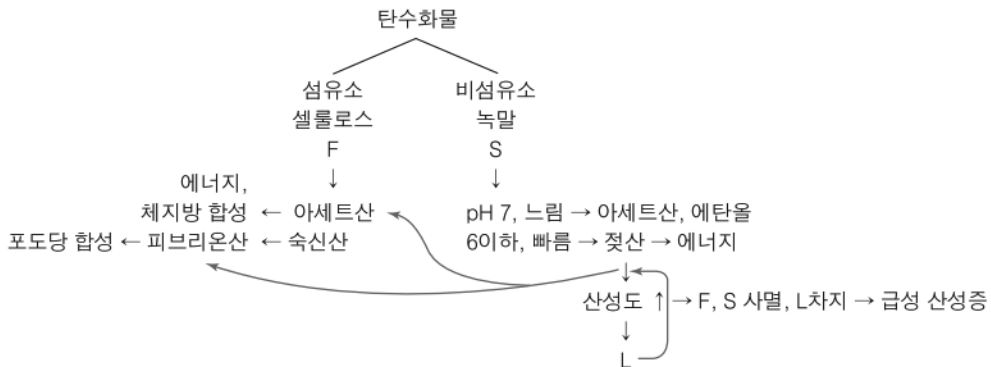 탄수화물
섬유소 비섬유소
셀룰로스 녹말
F S
↓ ↓
에너지,
체지방 합성 ← 아세트산 pH 7, 느림 → 아세트산, 에탄올
포도당 합성 ← 피브리온산 ← 숙신산 6이하, 빠름 → 젖산 → 에너지
↓
산성도 ↑ → F, S 사멸, L차지 → 급성 산성증
↓
L